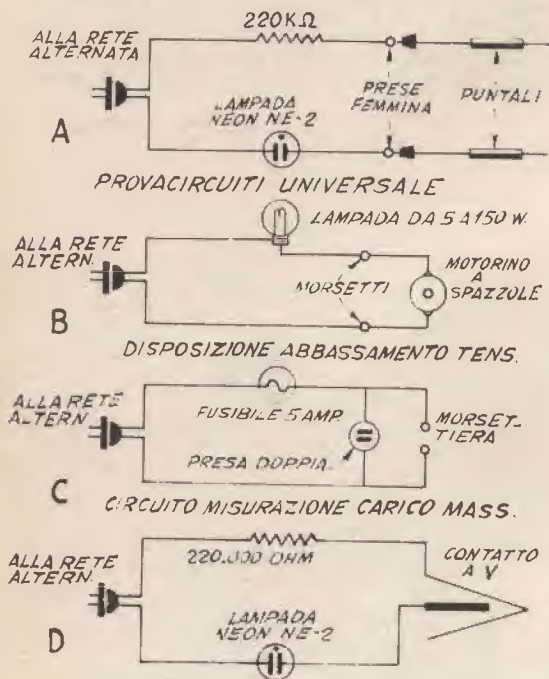 220KΩ
ALLA RETE
ALTERNATA
LAMPADA
NEON NE-2
PRESE
FEMMINA
PUNTALI
A
PROVACIRCUITI UNIVERSALE
LAMPADA DA 5 A 150 W.
ALLA RETE
ALTERN.
MORSETTI
MOTORINO
A
SPAZZOLE
B
DISPOSIZIONE ABBASSAMENTO TENS.
ALLA RETE
ALTERN.
FUSIBILE 5 AMP.
MORSET-
TIERA
PRESA DOPPIA
C
CIRCUITO MISURAZIONE CARICO MASS.
ALLA RETE
ALTERN.
220.000 OHM
CONTATTO
A V
LAMPADA
NEON NE-2
D